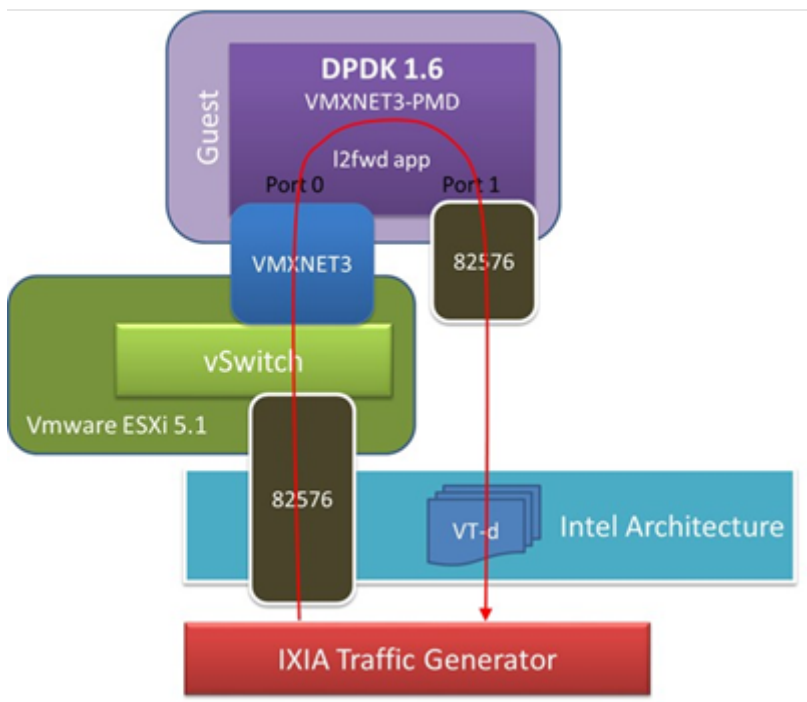 DPDK 1.6
VMXNET3-PMD
Guest
l2fwd app
Port 0
Port 1
VMXNET3
82576
vSwitch
Vmware ESXi 5.1
82576
VT-d
Intel Architecture
IXIA Traffic Generator